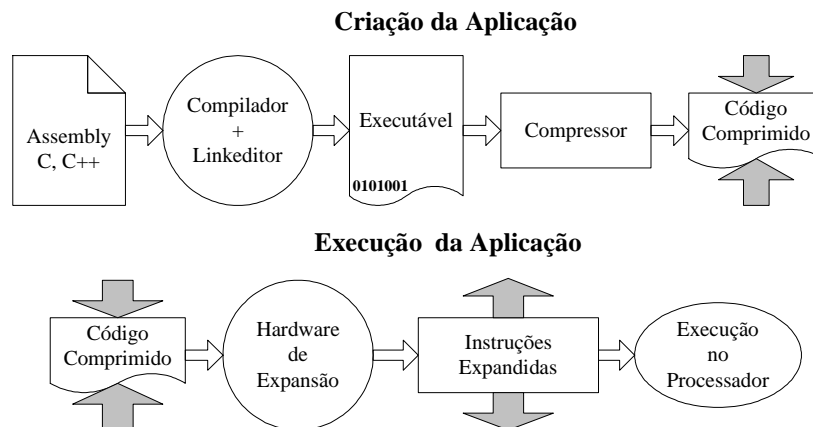 Criação da Aplicação
Assembly
C, C++
Compilador
+
Linkeditor
Executável
0101001
Compressor
Código
Comprimido
Execução da Aplicação
Código
Comprimido
Hardware
de
Expansão
Instruções
Expandidas
Execução
no
Processador